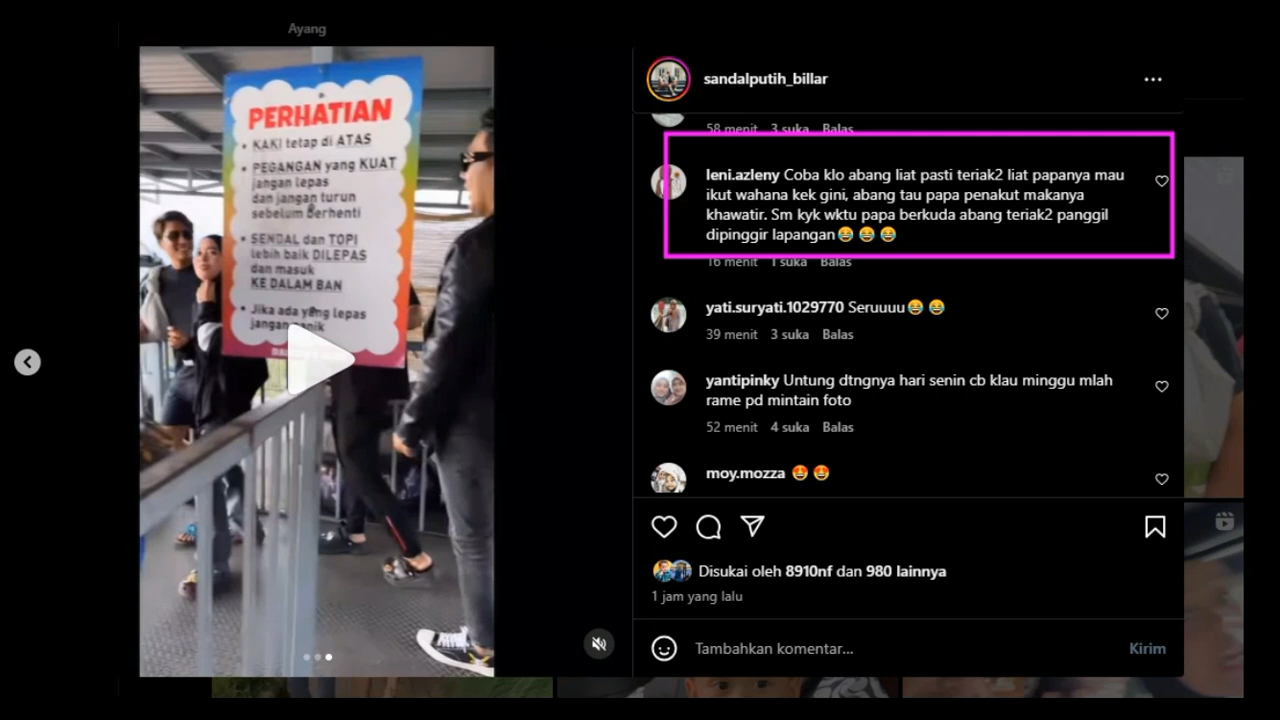 Ayang
PERHATIAN
• KAKI tetap di ATAS
• PEGANGAN yang KUAT
jangan lepas
dan jangan turun
sebelum berhenti
• SENDAL dan TOPI
lebih baik DILEPAS
dan masuk
KE DALAM BAN
• Jika ada yang lepas
jangan panik
sandalputih_billar
58 menit 3 suka Balas
leni.azleny Coba klo abang liat pasti teriak2 liat papanya mau
ikut wahana kek gini, abang tau papa penakut makanya
khawatir. Sm kyk wktu papa berkuda abang teriak2 panggil
dipinggir lapangan😂😂😂
16 menit 1 suka Balas
yati.suryati.1029770 Seruuuu😂😂
39 menit 3 suka Balas
yantipinky Untung dtngnya hari senin cb klau minggu mlah
rame pd mintain foto
52 menit 4 suka Balas
moy.mozza 😍😍
Disukai oleh 8910nf dan 980 lainnya
1 jam yang lalu
Tambahkan komentar...
Kirim